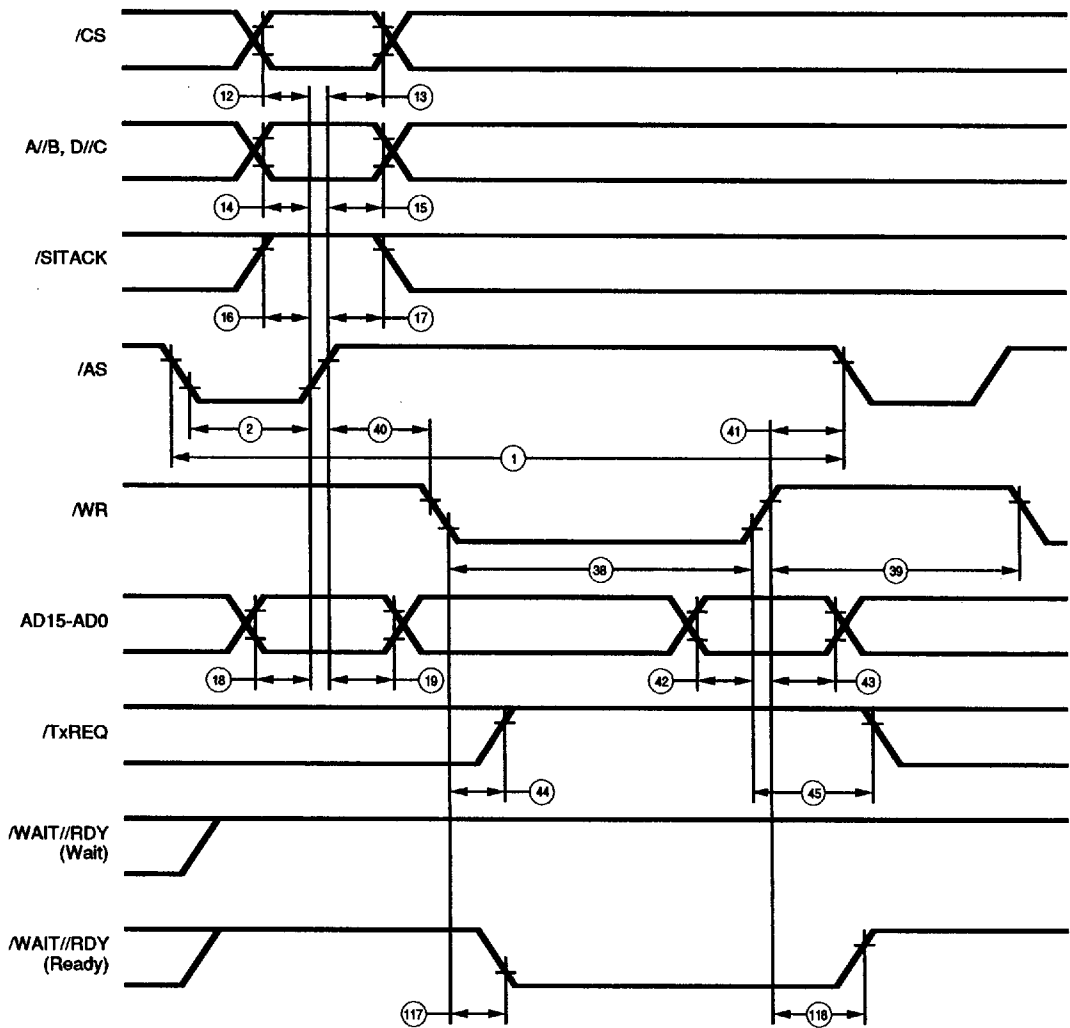 /CS
12
13
A//B, D//C
14
15
/SITACK
16
17
/AS
2
40
41
1
/WR
38
39
AD15-AD0
18
19
42
43
/TxREQ
44
45
/WAIT//RDY
(Wait)
/WAIT//RDY
(Ready)
117
118